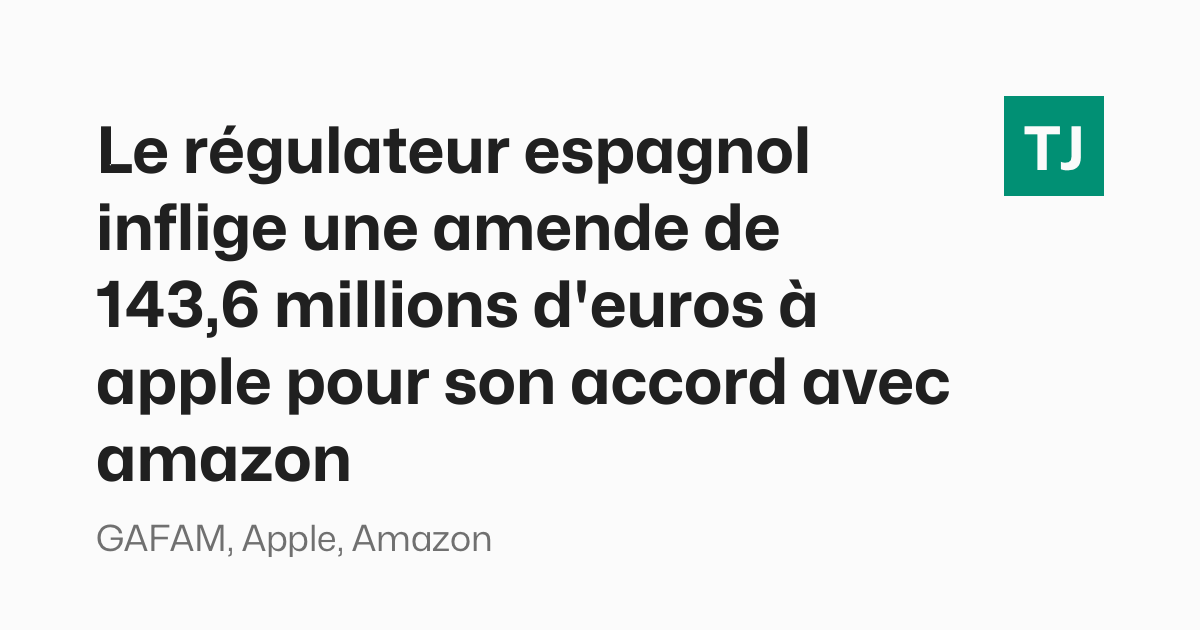 Le régulateur espagnol
inflige une amende de
143,6 millions d'euros à
apple pour son accord avec
amazon
GAFAM, Apple, Amazon
TJ